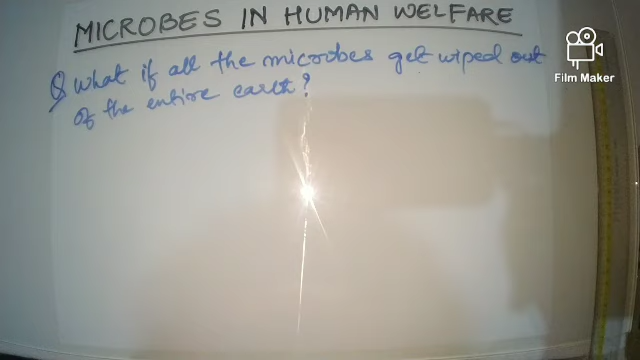 MICROBES IN HUMAN WELFARE
Q What if all the microbes get wiped out
of the entire earth?
Film Maker